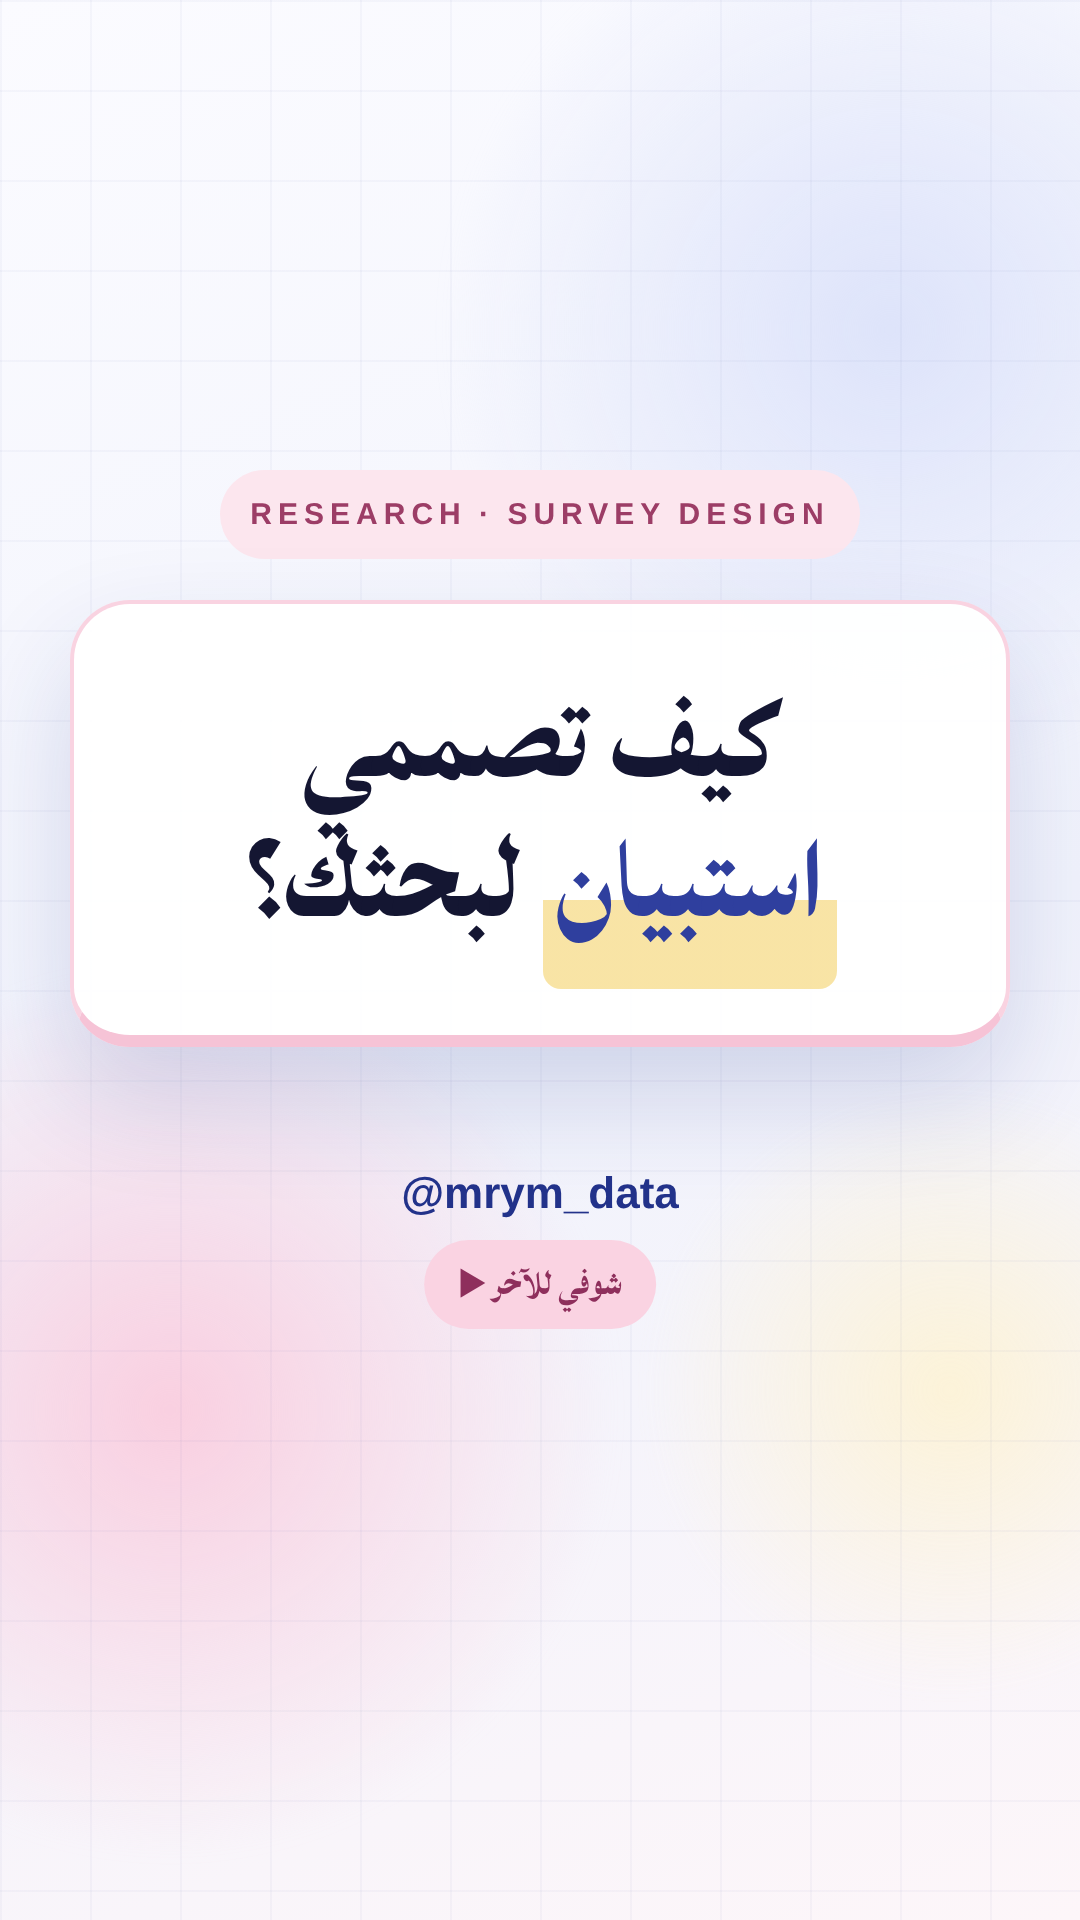 RESEARCH · SURVEY DESIGN
كيف تصممي
استبيان لبحثك؟
@mrym_data
شوفي للآخر ▶